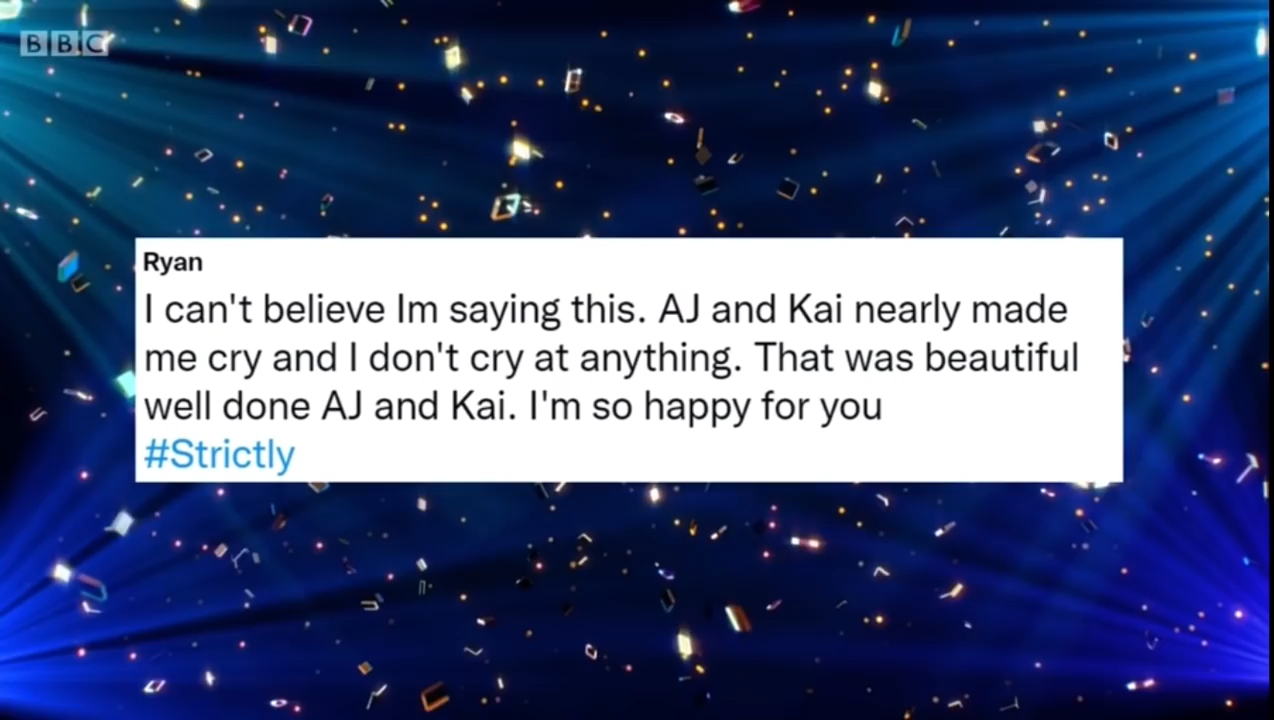 BBC
Ryan
I can't believe Im saying this. AJ and Kai nearly made
me cry and I don't cry at anything. That was beautiful
well done AJ and Kai. I'm so happy for you
#Strictly